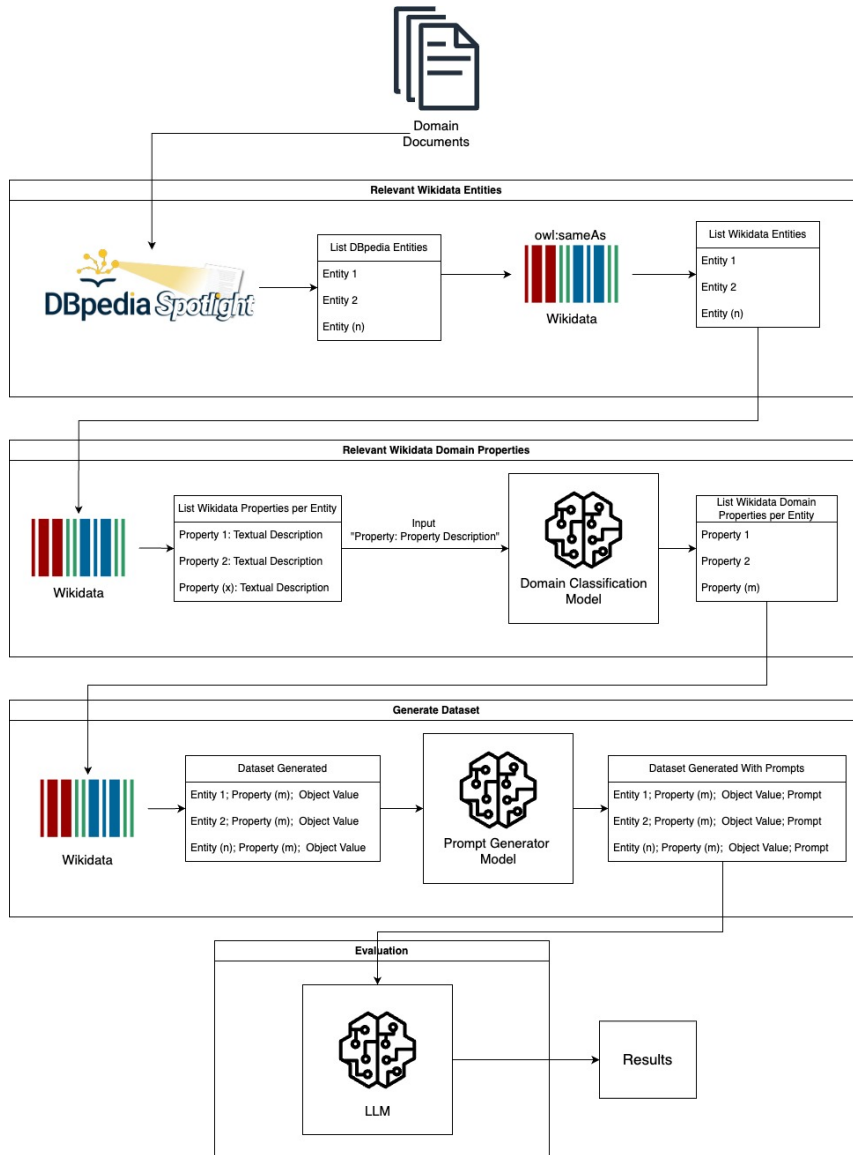 Domain
Documents
Relevant Wikidata Entities
DBpedia Spotlight
List DBpedia Entities
Entity 1
Entity 2
Entity (n)
owl:sameAs
Wikidata
List Wikidata Entities
Entity 1
Entity 2
Entity (n)
Relevant Wikidata Domain Properties
Wikidata
List Wikidata Properties per Entity
Property 1: Textual Description
Property 2: Textual Description
Property (x): Textual Description
Input
"Property: Property Description"
Domain Classification
Model
List Wikidata Domain
Properties per Entity
Property 1
Property 2
Property (m)
Generate Dataset
Wikidata
Dataset Generated
Entity 1; Property (m); Object Value
Entity 2; Property (m); Object Value
Entity (n); Property (m); Object Value
Prompt Generator
Model
Dataset Generated With Prompts
Entity 1; Property (m); Object Value; Prompt
Entity 2; Property (m); Object Value; Prompt
Entity (n); Property (m); Object Value; Prompt
Evaluation
LLM
Results